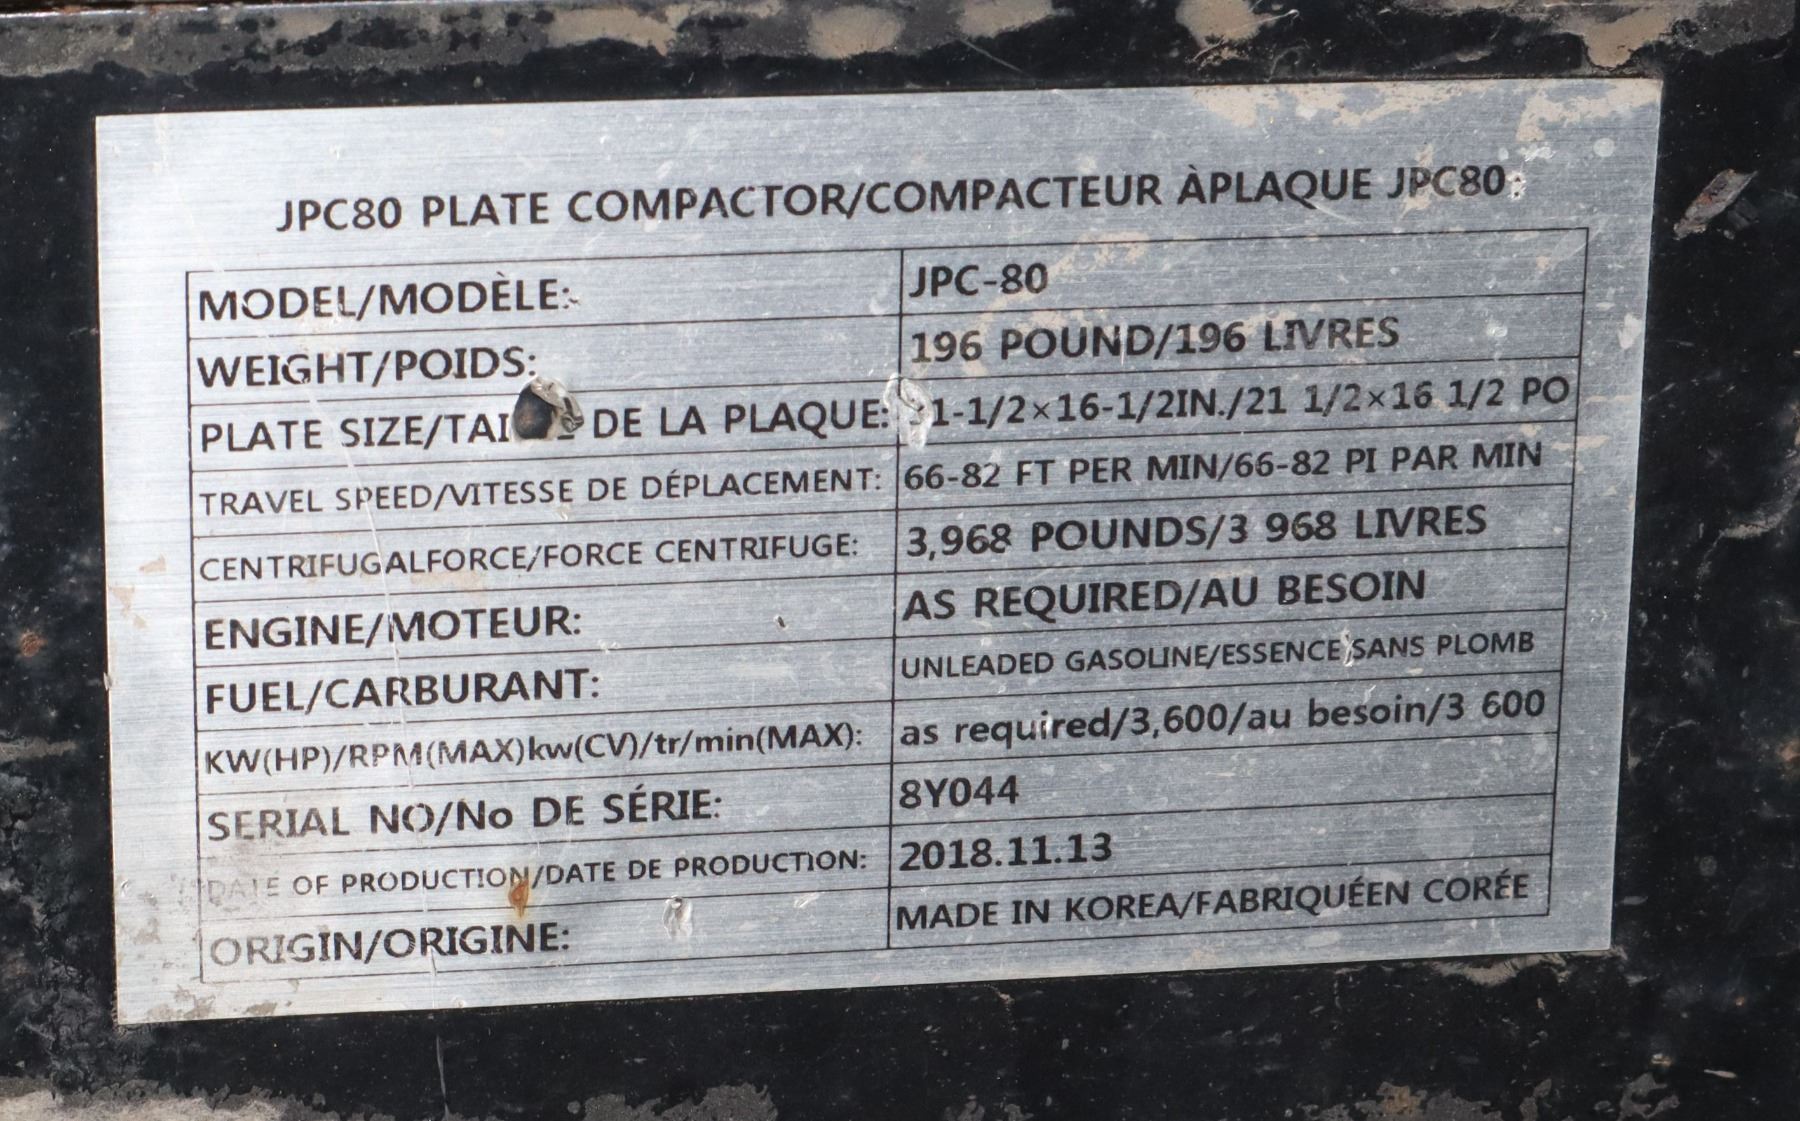 JPC80 PLATE COMPACTOR/COMPACTEUR ÀPLAQUE JPC80
MODEL/MODÈLE: JPC-80
WEIGHT/POIDS: 196 POUND/196 LIVRES
PLATE SIZE/ DE LA PLAQUE: 21-1/2×16-1/2IN./21 1/2×16 1/2 PO
TRAVEL SPEED/VITESSE DE DÉPLACEMENT: 66-82 FT PER MIN/66-82 PI PAR MIN
CENTRIFUGALFORCE/FORCE CENTRIFUGE: 3,968 POUNDS/3 968 LIVRES
ENGINE/MOTEUR: AS REQUIRED/AU BESOIN
FUEL/CARBURANT: UNLEADED GASOLINE/ESSENCE SANS PLOMB
KW(HP)/RPM(MAX)kw(CV)/tr/min(MAX): as required/3,600/au besoin/3 600
SERIAL NO/No DE SÉRIE: 8Y044
DATE OF PRODUCTION/DATE DE PRODUCTION: 2018.11.13
ORIGIN/ORIGINE: MADE IN KOREA/FABRIQUÉEN CORÉE